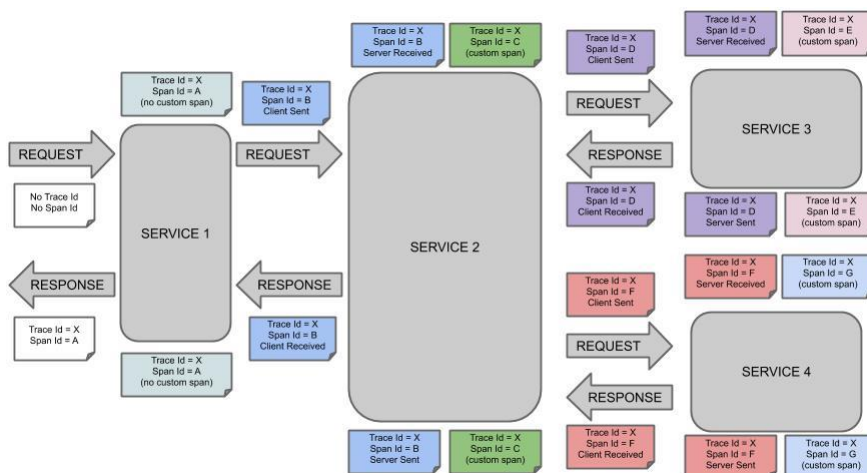 Trace Id = X
Span Id = B
Server Received
Trace Id = X
Span Id = C
(custom span)
Trace Id = X
Span Id = D
Client Sent
Trace Id = X
Span Id = D
Server Received
Trace Id = X
Span Id = E
(custom span)
Trace Id = X
Span Id = A
(no custom span)
Trace Id = X
Span Id = B
Client Sent
REQUEST
REQUEST
REQUEST
SERVICE 3
RESPONSE
No Trace Id
No Span Id
Trace Id = X
Span Id = D
Client Received
Trace Id = X
Span Id = D
Server Sent
Trace Id = X
Span Id = E
(custom span)
SERVICE 1
SERVICE 2
RESPONSE
RESPONSE
Trace Id = X
Span Id = F
Client Sent
Trace Id = X
Span Id = F
Server Received
Trace Id = X
Span Id = G
(custom span)
Trace Id = X
Span Id = A
Trace Id = X
Span Id = B
Client Received
REQUEST
SERVICE 4
RESPONSE
Trace Id = X
Span Id = A
(no custom span)
Trace Id = X
Span Id = B
Server Sent
Trace Id = X
Span Id = C
(custom span)
Trace Id = X
Span Id = F
Client Received
Trace Id = X
Span Id = F
Server Sent
Trace Id = X
Span Id = G
(custom span)